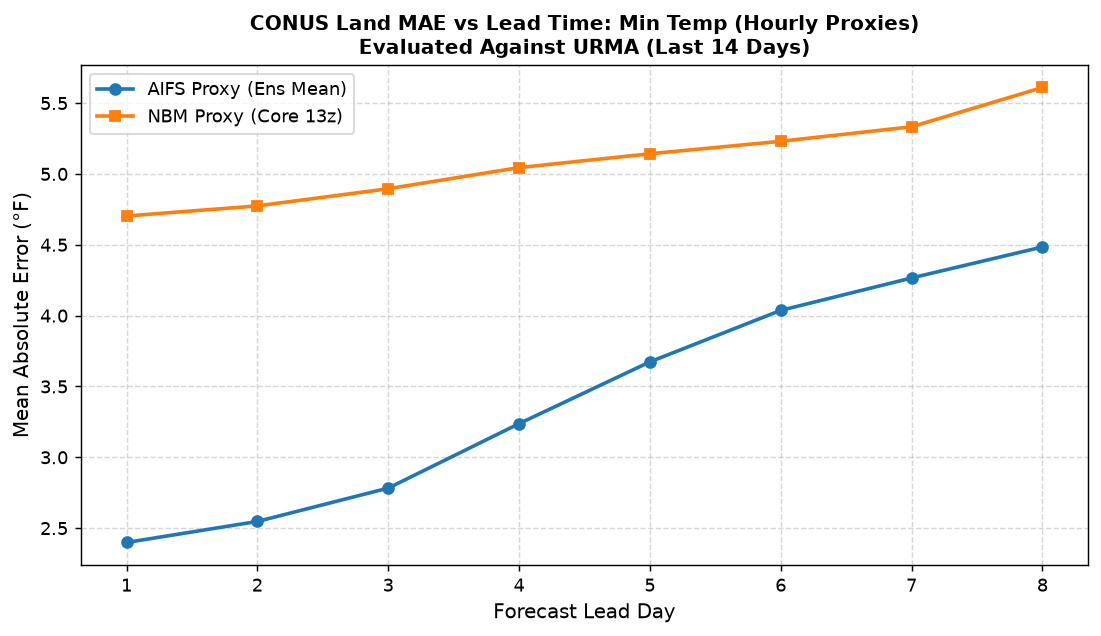 CONUS Land MAE vs Lead Time: Min Temp (Hourly Proxies)
Evaluated Against URMA (Last 14 Days)
AIFS Proxy (Ens Mean)
NBM Proxy (Core 13z)
Mean Absolute Error (°F)
5.5
5.0
4.5
4.0
3.5
3.0
2.5
1 2 3 4 5 6 7 8
Forecast Lead Day